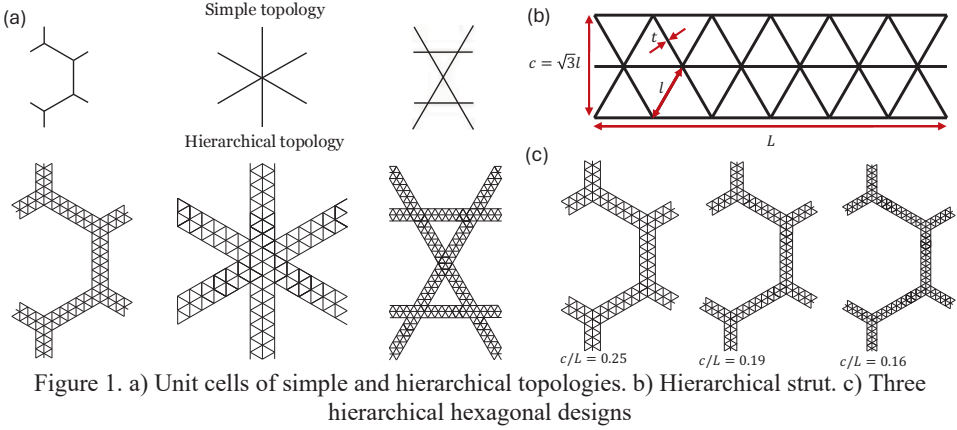 (a)
Simple topology
Hierarchical topology
(b)
t
c = √3l
l
L
(c)
c/L = 0.25
c/L = 0.19
c/L = 0.16
Figure 1. a) Unit cells of simple and hierarchical topologies. b) Hierarchical strut. c) Three
hierarchical hexagonal designs